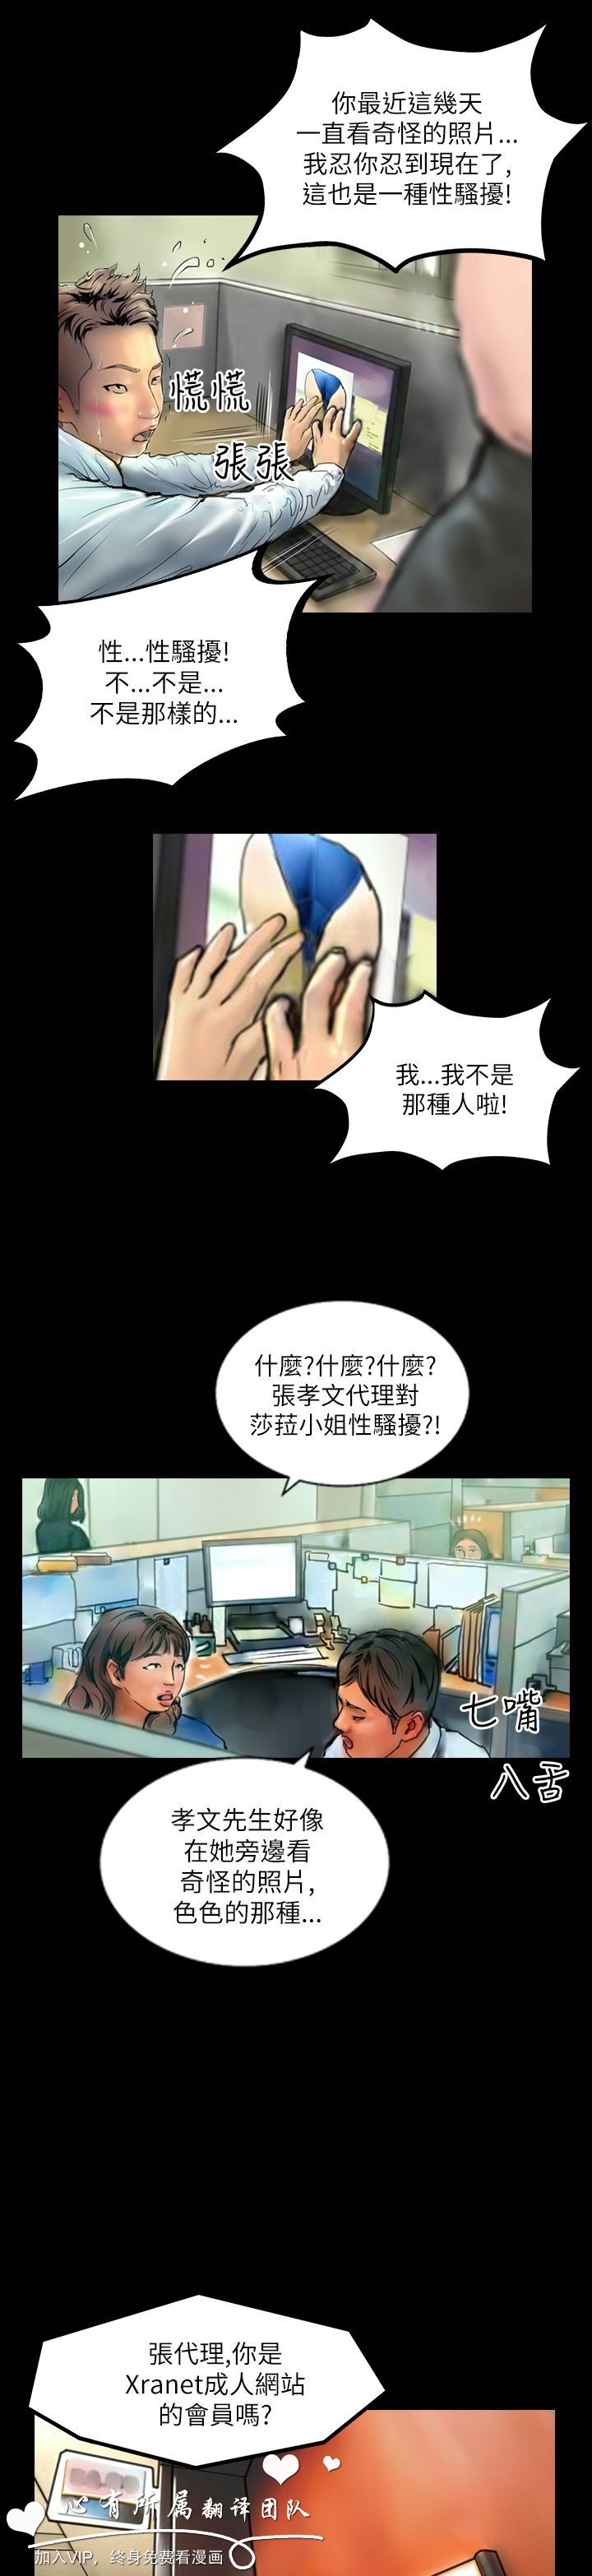 你最近這幾天
一直看奇怪的照片...
我忍你忍到現在了,
這也是一種性騷擾!
慌慌
張張
性...性騷擾!
不...不是...
不是那樣的...
我...我不是
那種人啦!
什麼?什麼?什麼?
張孝文代理對
莎菈小姐性騷擾?!
七嘴
八舌
孝文先生好像
在她旁邊看
奇怪的照片,
色色的那種...
張代理,你是
Xranet成人網站
的會員嗎?
心有所属翻译团队
加入VIP，终身免费看漫画